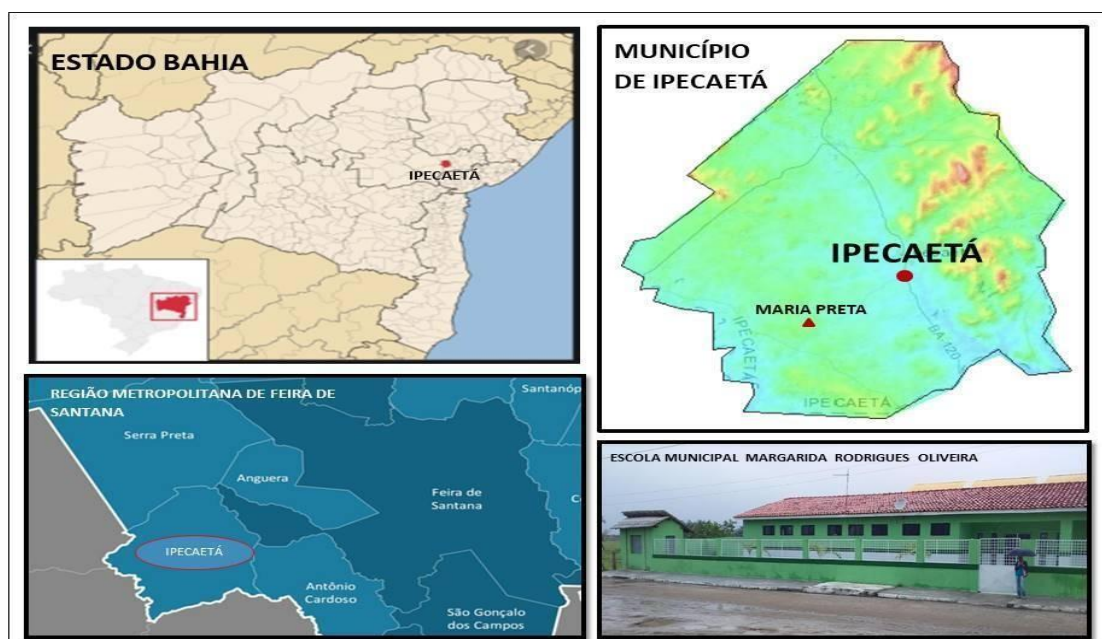 ESTADO BAHIA
IPECAETÁ
MUNICÍPIO
DE IPECAETÁ
IPECAETÁ
MARIA PRETA
IPECAETÁ
BA 120
IPECAETÁ
REGIÃO METROPOLITANA DE FEIRA DE
SANTANA
Santanóp
Serra Preta
Anguera
Feira de
Santana
C
IPECAETÁ
Antônio
Cardoso
São Gonçalo
dos Campos
ESCOLA MUNICIPAL MARGARIDA RODRIGUES OLIVEIRA